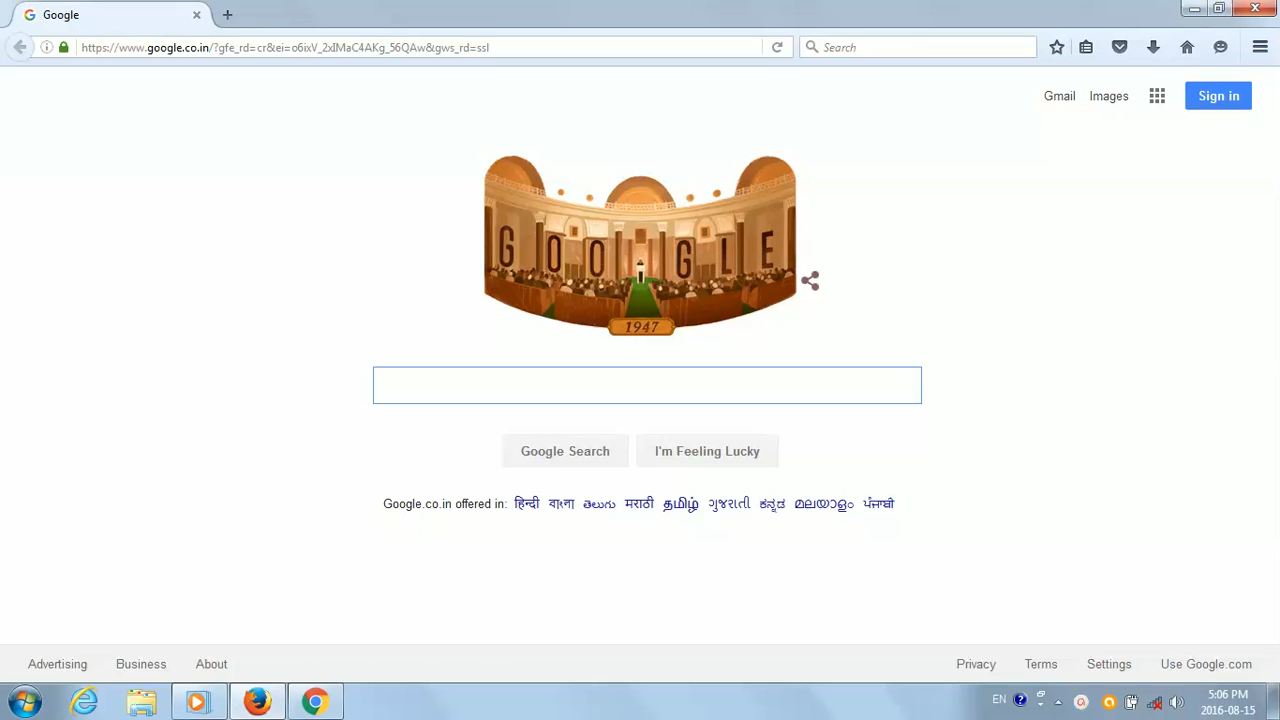 Google
https://www.google.co.in/?gfe_rd=cr&ei=o6ixV_2xIMaC4AKg_56QAw&gws_rd=ssl
Search
Gmail Images Sign in
GOOGLE
1947
Google Search I'm Feeling Lucky
Google.co.in offered in: हिन्दी বাংলা తెలుగు मराठी தமிழ் ગુજરાતી ಕನ್ನಡ മലയാളം ਪੰਜਾਬੀ
Advertising Business About Privacy Terms Settings Use Google.com
EN 5:06 PM
2016-08-15